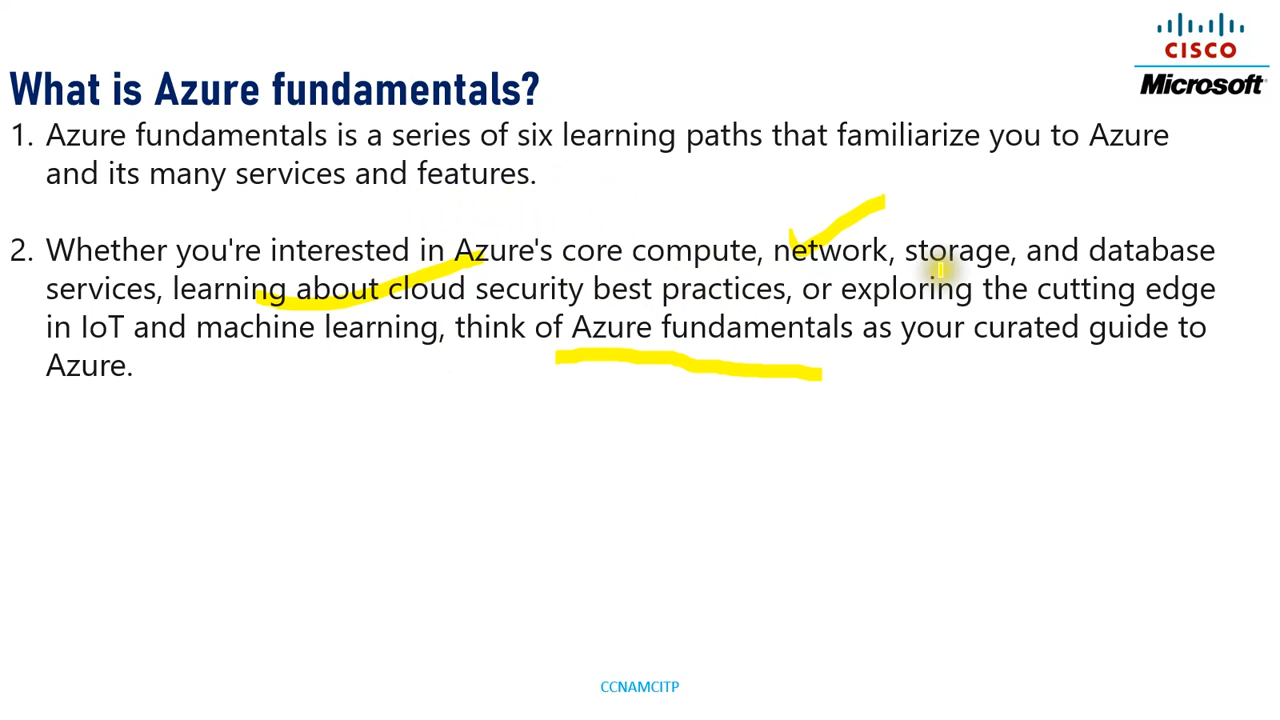 CISCO
Microsoft
What is Azure fundamentals?
1. Azure fundamentals is a series of six learning paths that familiarize you to Azure
and its many services and features.
2. Whether you're interested in Azure's core compute, network, storage, and database
services, learning about cloud security best practices, or exploring the cutting edge
in IoT and machine learning, think of Azure fundamentals as your curated guide to
Azure.
CCNAMCITP